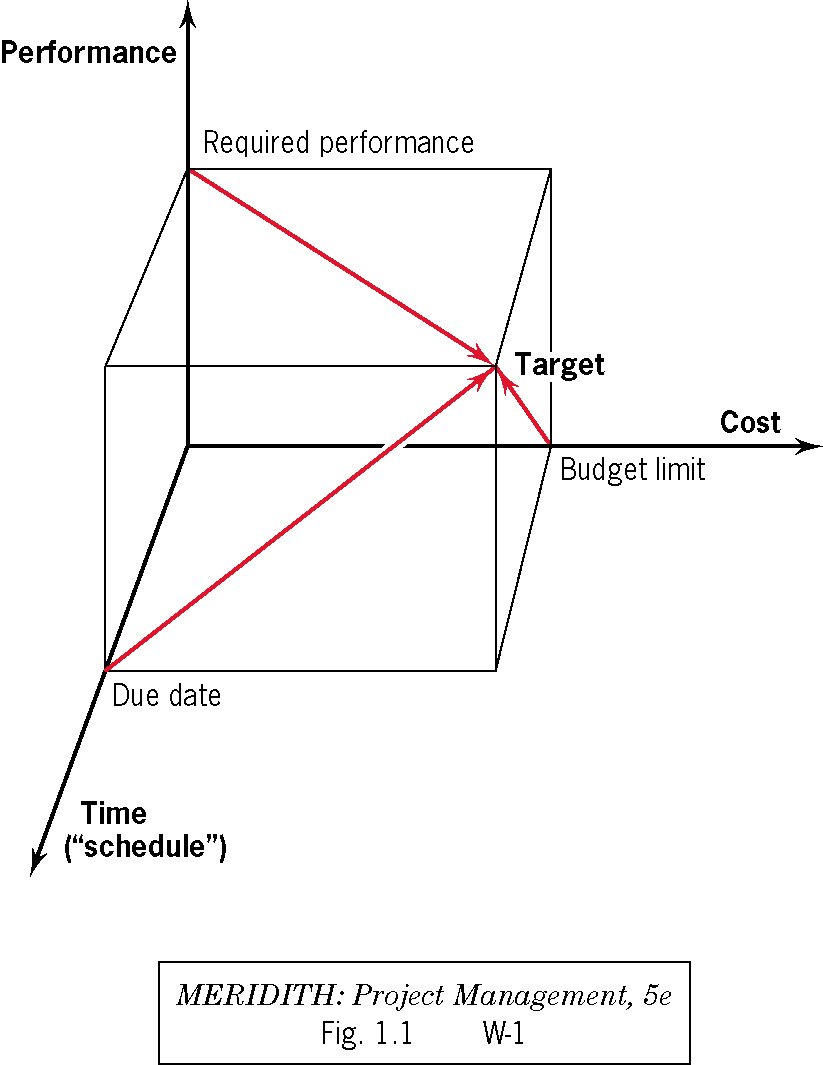 Performance
Required performance
Target
Cost
Budget limit
Due date
Time
(“schedule”)
MERIDITH: Project Management, 5e
Fig. 1.1 W-1